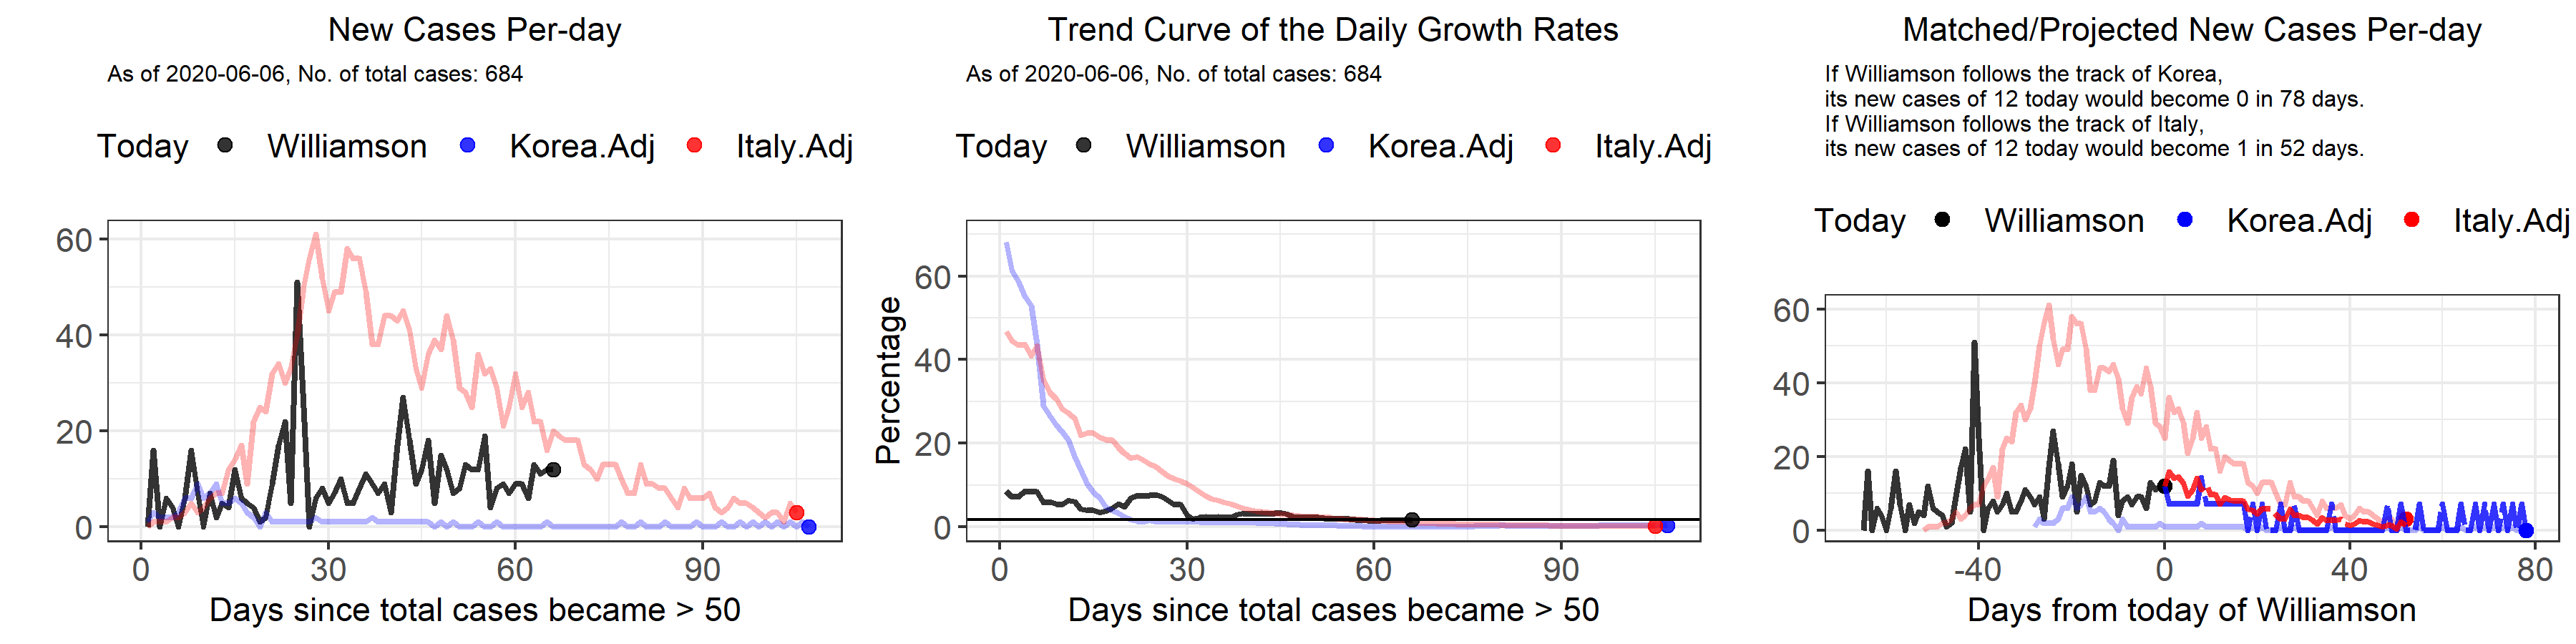 New Cases Per-day
As of 2020-06-06, No. of total cases: 684
Today Williamson Korea.Adj Italy.Adj
60
40
20
0
0 30 60 90
Days since total cases became > 50
Trend Curve of the Daily Growth Rates
As of 2020-06-06, No. of total cases: 684
Today Williamson Korea.Adj Italy.Adj
Percentage
60
40
20
0
0 30 60 90
Days since total cases became > 50
Matched/Projected New Cases Per-day
If Williamson follows the track of Korea,
its new cases of 12 today would become 0 in 78 days.
If Williamson follows the track of Italy,
its new cases of 12 today would become 1 in 52 days.
Today Williamson Korea.Adj Italy.Adj
60
40
20
0
-40 0 40 80
Days from today of Williamson